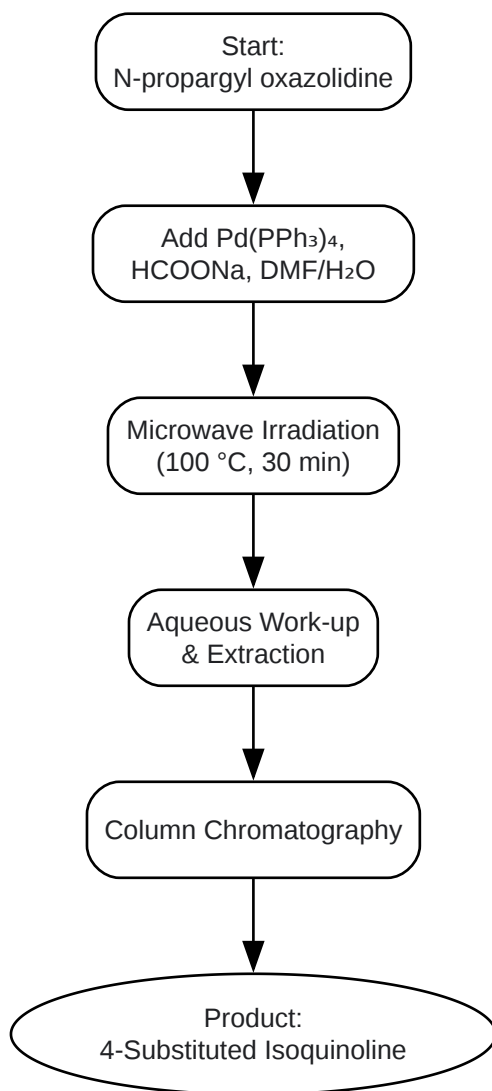 Start:
N-propargyl oxazolidine
Add Pd(PPh₃)₄,
HCOONa, DMF/H₂O
Microwave Irradiation
(100 °C, 30 min)
Aqueous Work-up
& Extraction
Column Chromatography
Product:
4-Substituted Isoquinoline